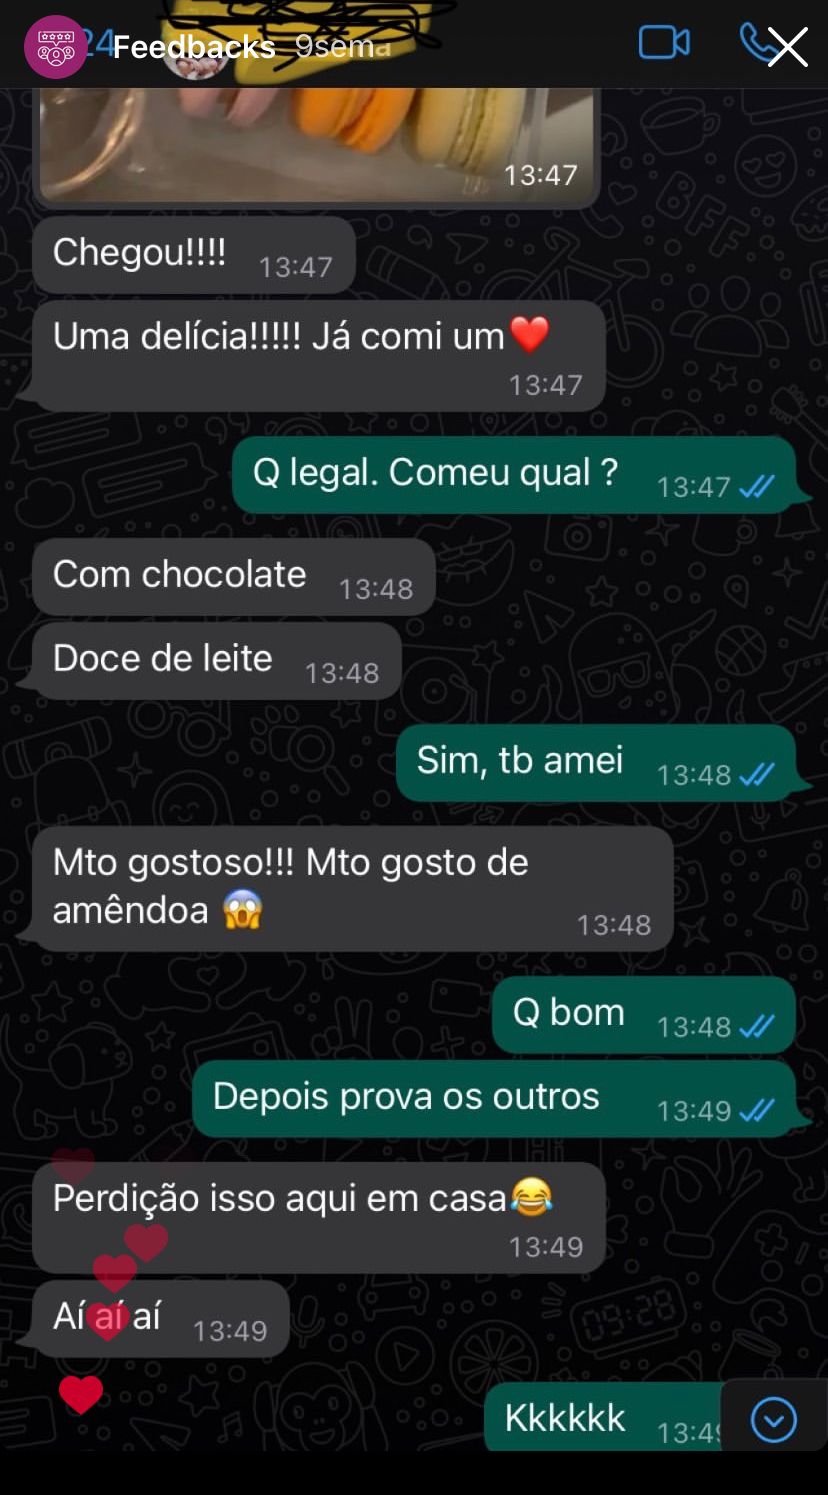 24
Feedbacks 9sema
13:47
Chegou!!!! 13:47
Uma delícia!!!!! Já comi um❤️
13:47
Q legal. Comeu qual ? 13:47
Com chocolate 13:48
Doce de leite 13:48
Sim, tb amei 13:48
Mto gostoso!!! Mto gosto de
amêndoa 😱 13:48
Q bom 13:48
Depois prova os outros 13:49
Perdição isso aqui em casa😂
13:49
Aí aí aí 13:49
Kkkkkk 13:49